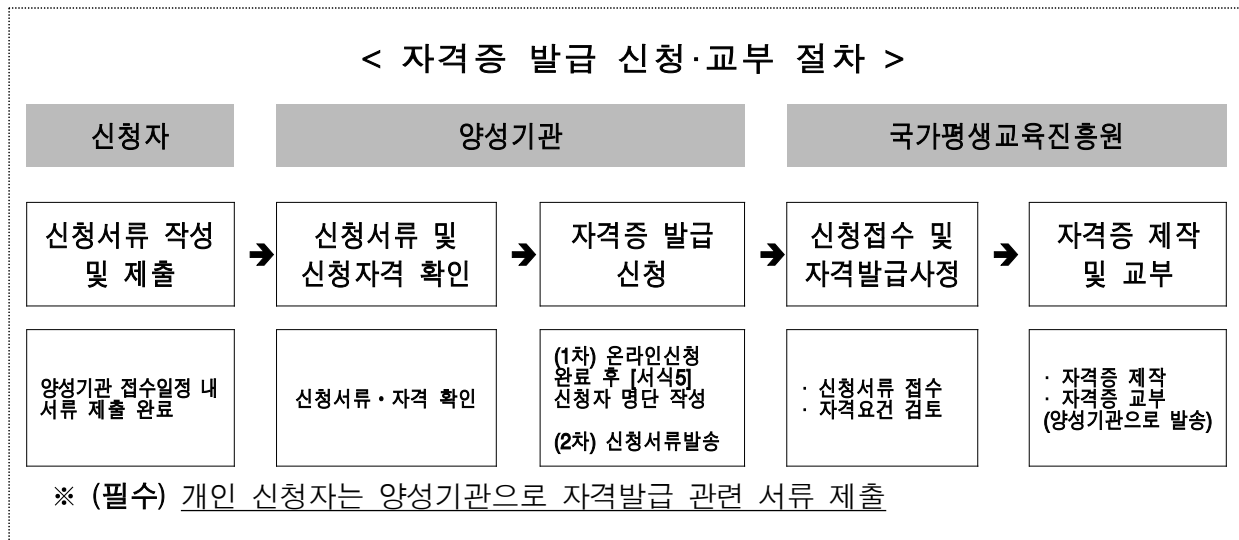 < 자격증 발급 신청·교부 절차 >
신청자
양성기관
국가평생교육진흥원
신청서류 작성
및 제출
➔
신청서류 및
신청자격 확인
➔
자격증 발급
신청
➔
신청접수 및
자격발급사정
➔
자격증 제작
및 교부
양성기관 접수일정 내
서류 제출 완료
신청서류·자격 확인
(1차) 온라인신청
완료 후 [서식5]
신청자 명단 작성
(2차) 신청서류발송
· 신청서류 접수
· 자격요건 검토
· 자격증 제작
· 자격증 교부
(양성기관으로 발송)
※ (필수) 개인 신청자는 양성기관으로 자격발급 관련 서류 제출